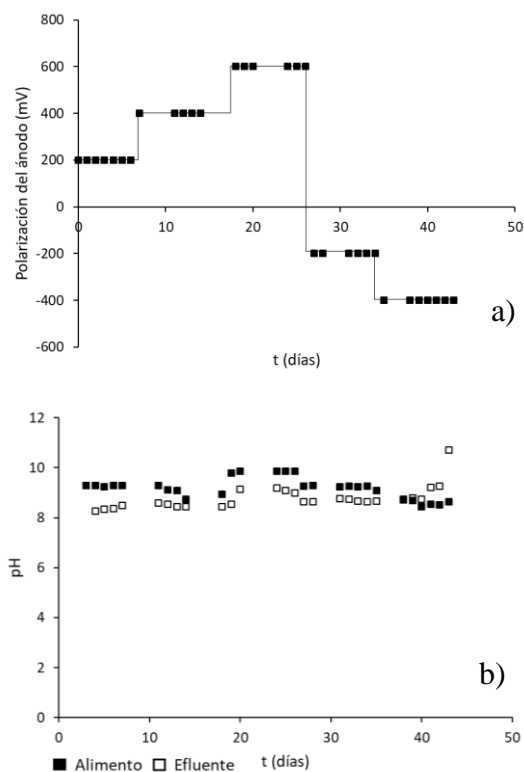 Polarización del ánodo (mV)
800
600
400
200
0
-200
-400
-600
0 10 20 30 40 50
t (días)
a)
pH
12
10
8
6
4
2
0
0 10 20 30 40 50
t (días)
b)
■ Alimento □ Efluente